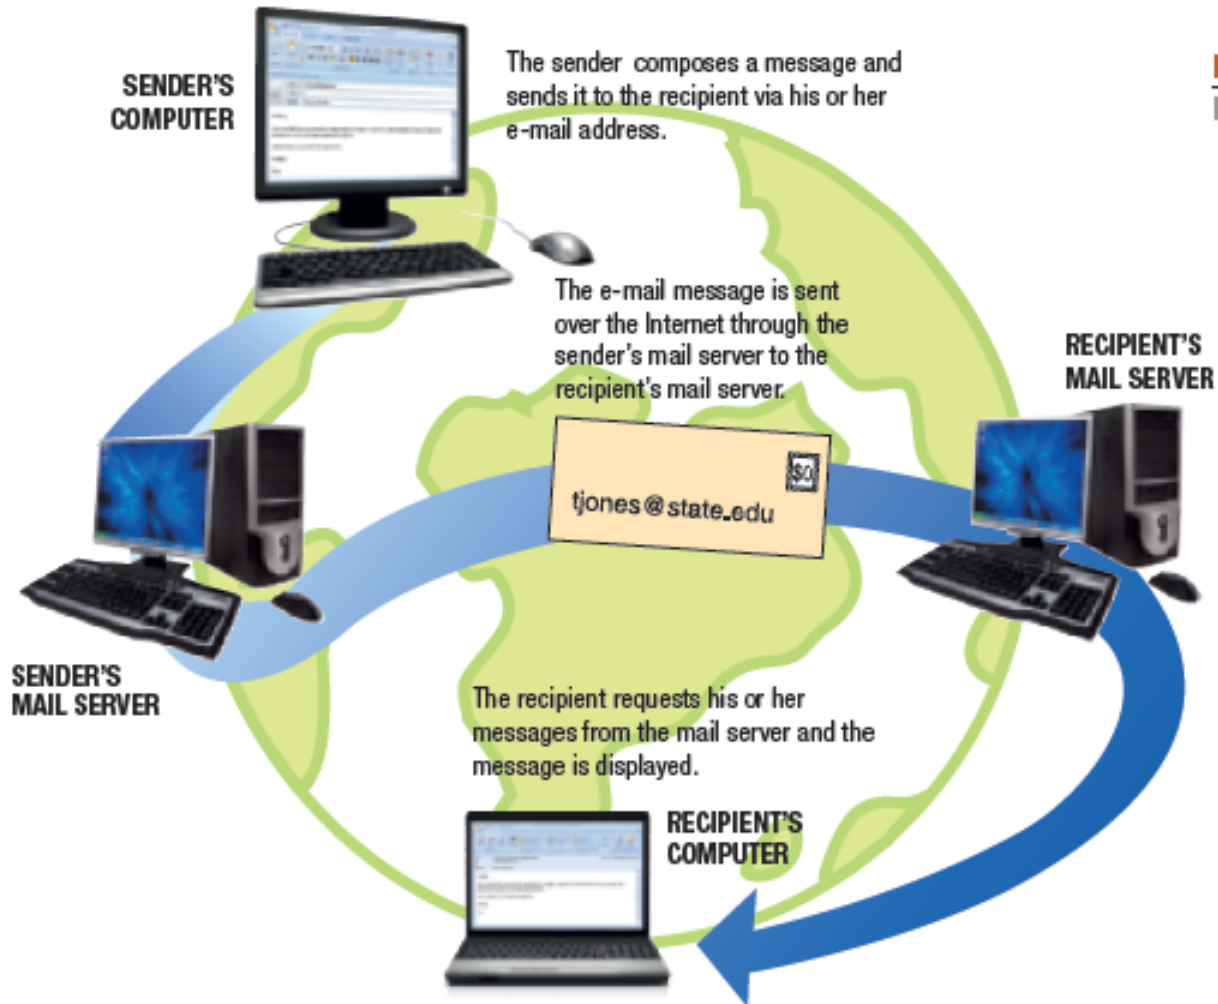 SENDER'S
COMPUTER
The sender composes a message and
sends it to the recipient via his or her
e-mail address.
The e-mail message is sent
over the Internet through the
sender's mail server to the
recipient's mail server.
RECIPIENT'S
MAIL SERVER
$0
tjones@state.edu
SENDER'S
MAIL SERVER
The recipient requests his or her
messages from the mail server and the
message is displayed.
RECIPIENT'S
COMPUTER